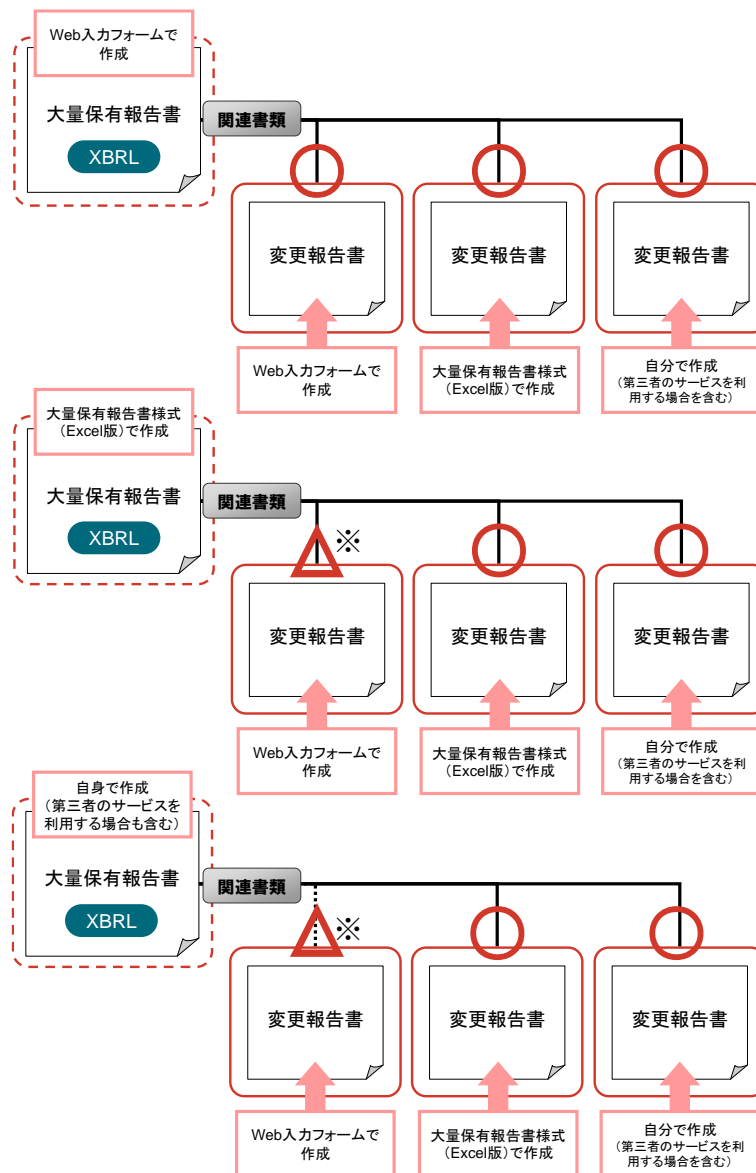 Web入力フォームで
作成
大量保有報告書
XBRL
関連書類
変更報告書
変更報告書
変更報告書
Web入力フォームで
作成
大量保有報告書様式
(Excel版)で作成
自分で作成
(第三者のサービスを利
用する場合を含む)
大量保有報告書様式
(Excel版)で作成
大量保有報告書
XBRL
関連書類
※
変更報告書
変更報告書
変更報告書
Web入力フォームで
作成
大量保有報告書様式
(Excel版)で作成
自分で作成
(第三者のサービスを利
用する場合を含む)
自身で作成
(第三者のサービスを
利用する場合も含む)
大量保有報告書
XBRL
関連書類
※
変更報告書
変更報告書
変更報告書
Web入力フォームで
作成
大量保有報告書様式
(Excel版)で作成
自分で作成
(第三者のサービスを利
用する場合を含む)